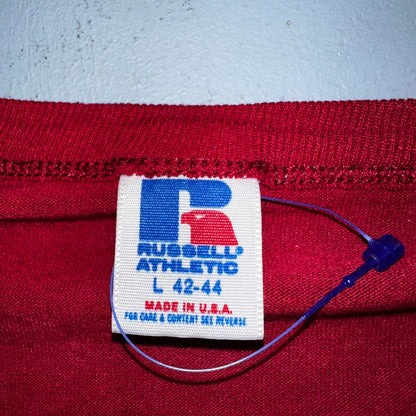 R
RUSSELL®
ATHLETIC
L 42-44
MADE IN U.S.A.
FOR CARE & CONTENT SEE REVERSE